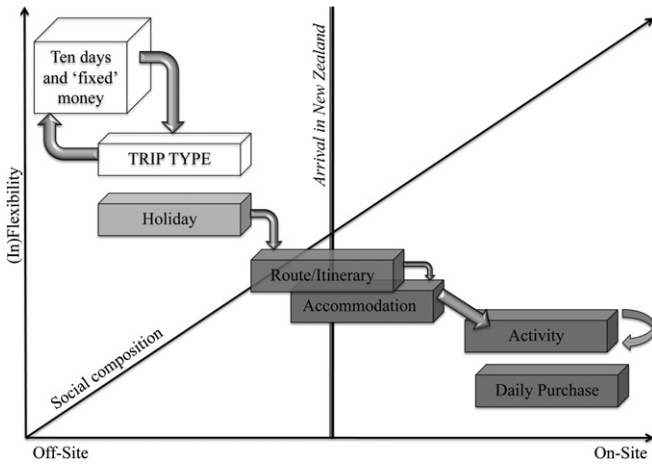 Ten days
and ‘fixed’
money
TRIP TYPE
Holiday
Route/Itinerary
Accommodation
Activity
Daily Purchase
Arrival in New Zealand
(In)Flexibility
Social composition
Off-Site
On-Site